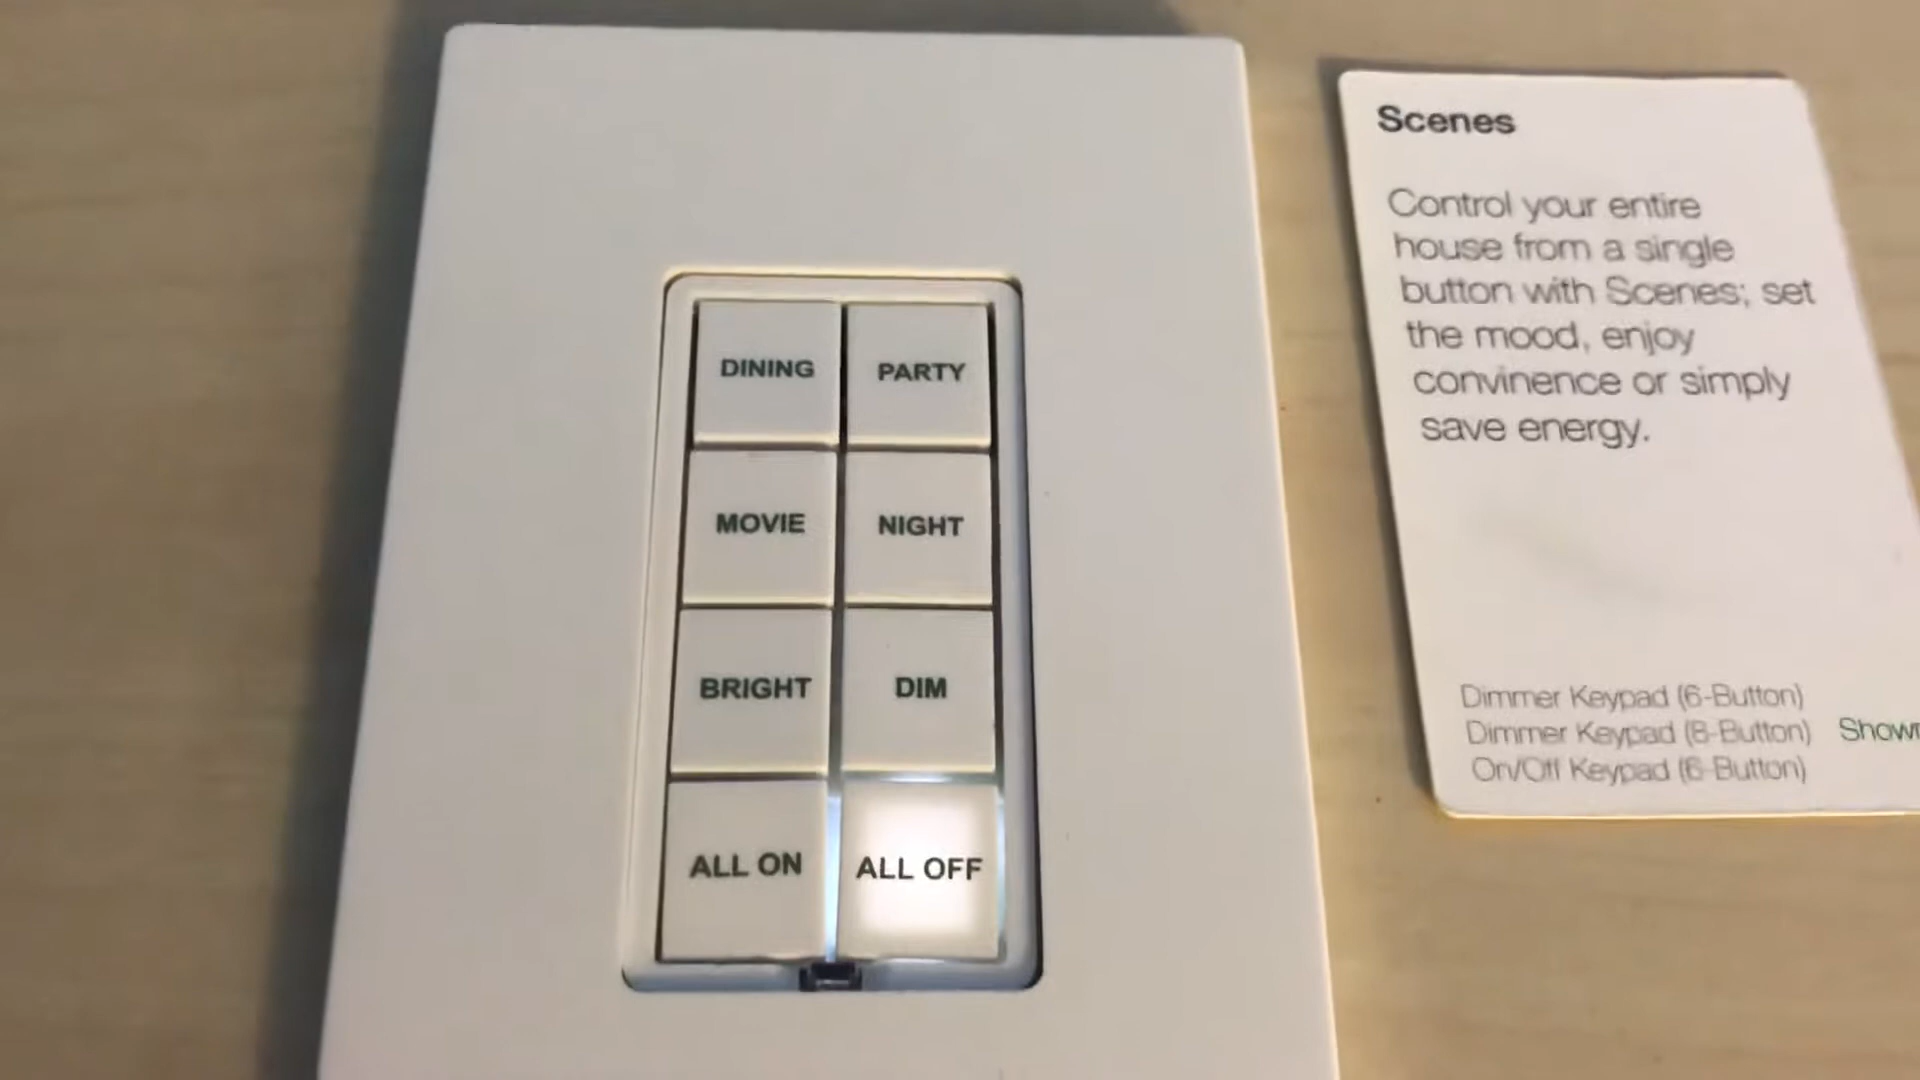 DINING PARTY
MOVIE NIGHT
BRIGHT DIM
ALL ON ALL OFF
Scenes
Control your entire
house from a single
button with Scenes; set
the mood, enjoy
convinence or simply
save energy.
Dimmer Keypad (6-Button)
Dimmer Keypad (8-Button) Shown
On/Off Keypad (6-Button)